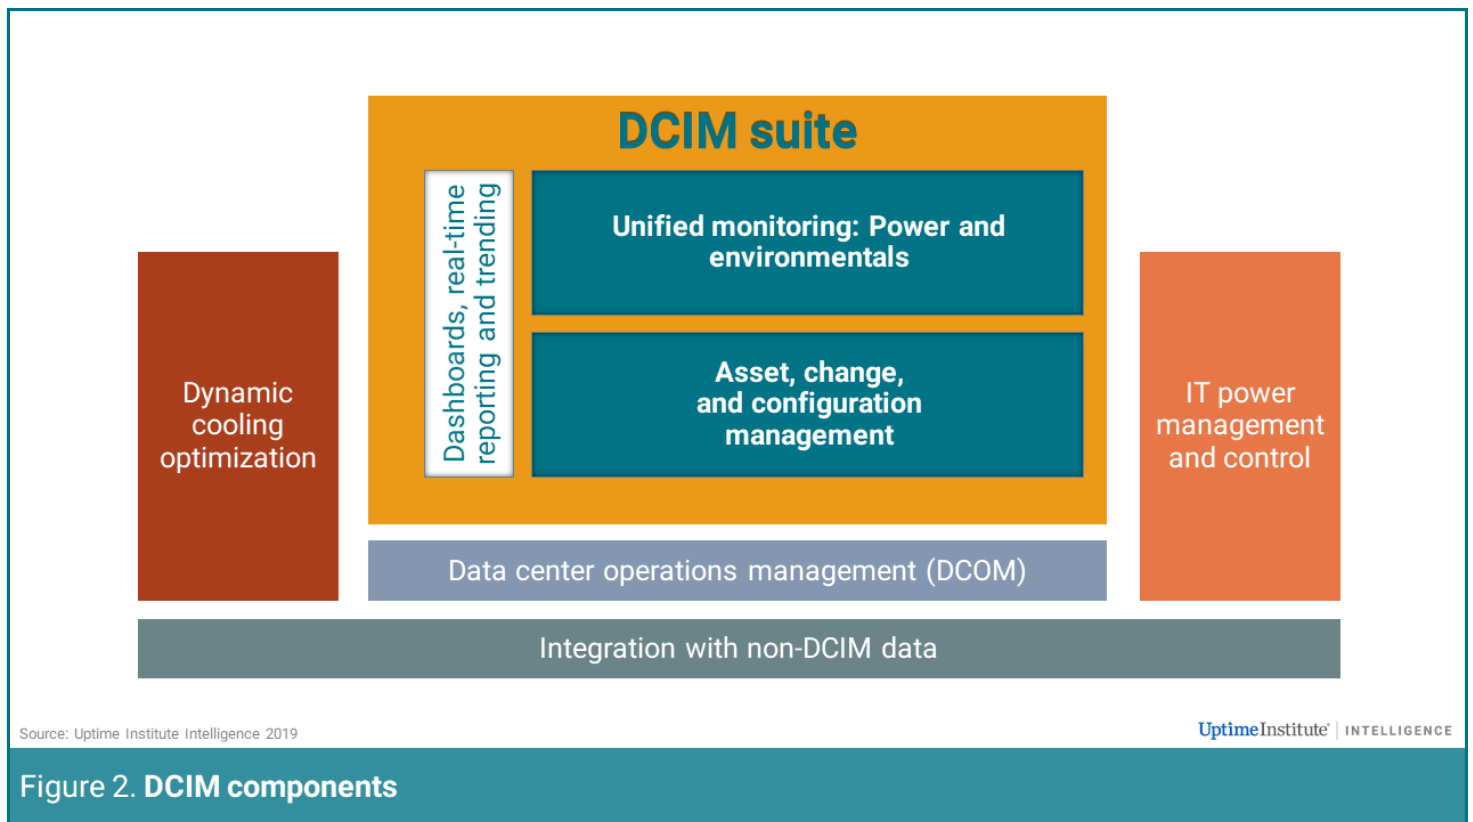 DCIM suite
Dashboards, real-time
reporting and trending
Unified monitoring: Power and
environmentals
Asset, change,
and configuration
management
Dynamic
cooling
optimization
IT power
management
and control
Data center operations management (DCOM)
Integration with non-DCIM data
Source: Uptime Institute Intelligence 2019
UptimeInstitute® | INTELLIGENCE
Figure 2. DCIM components